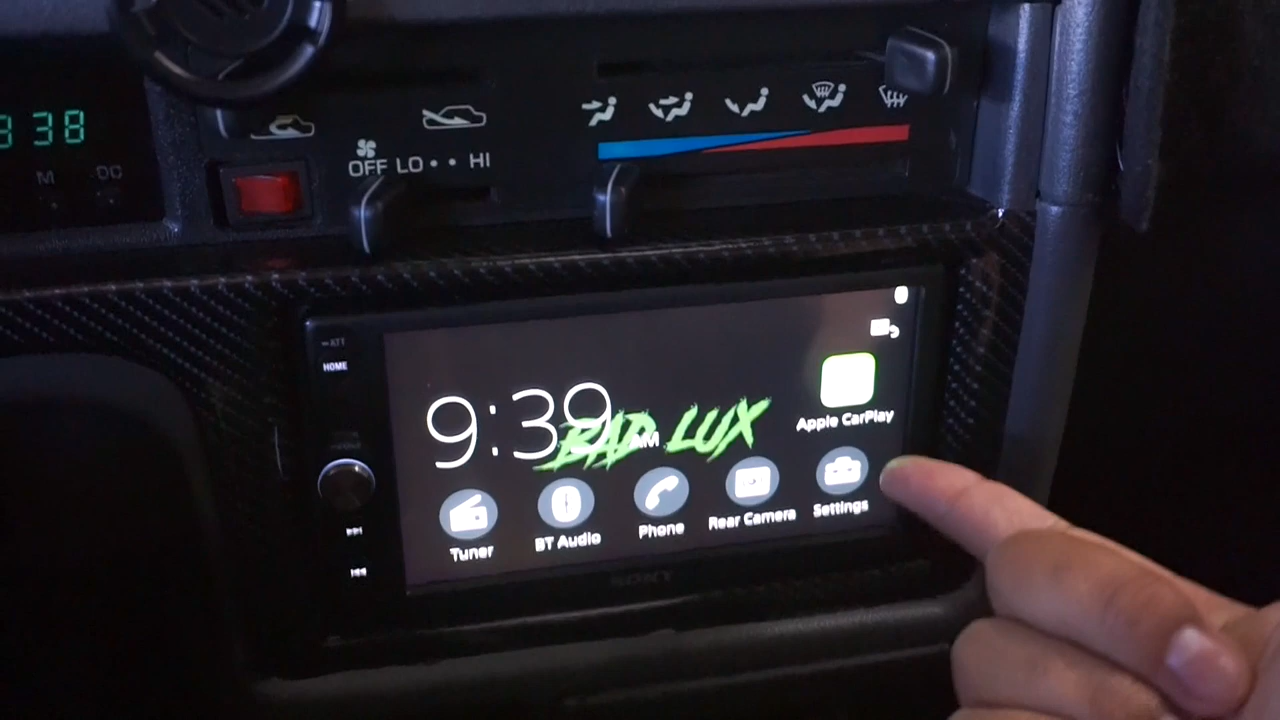 38
M
OFF LO • • HI
ATT
HOME
9:39 AM
BAD LUX
Apple CarPlay
Tuner
BT Audio
Phone
Rear Camera
Settings
SONY